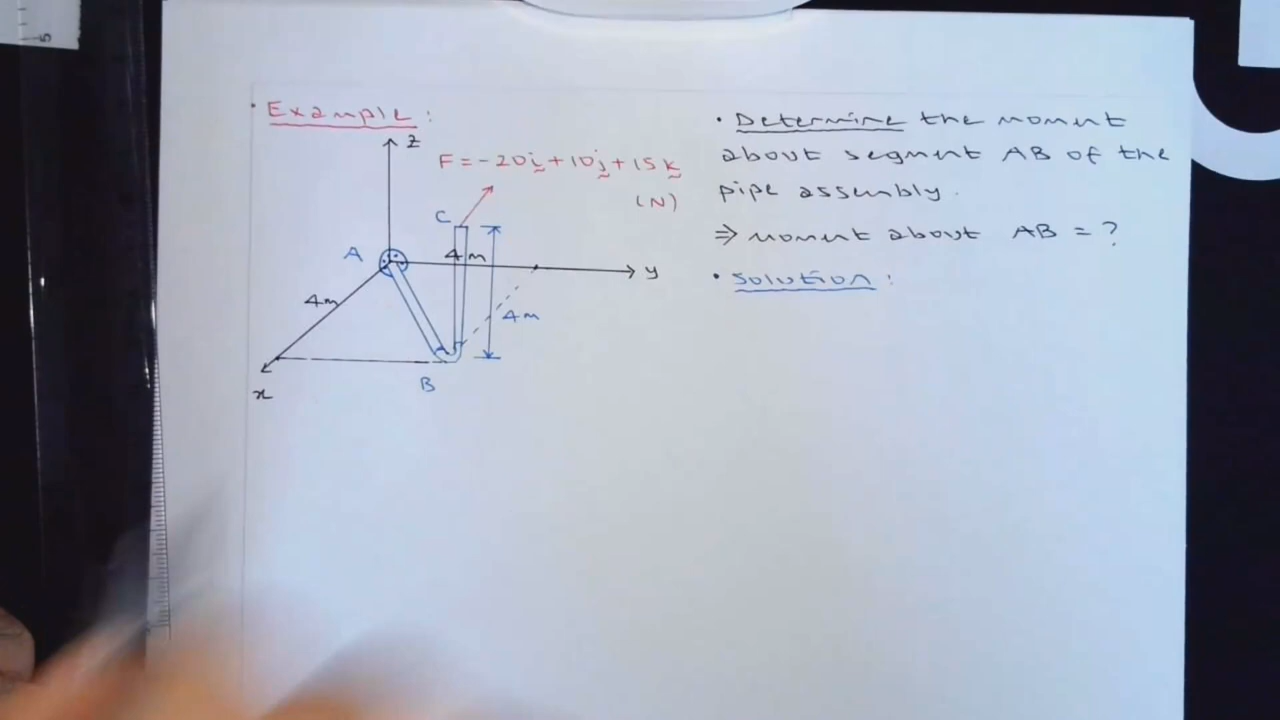 • Example:
z
F = -20i + 10j + 15k
(N)
C
A
4m
y
4m
4m
B
x
• Determine the moment
about segment AB of the
pipe assembly.
⇒ moment about AB = ?
• Solution:
5